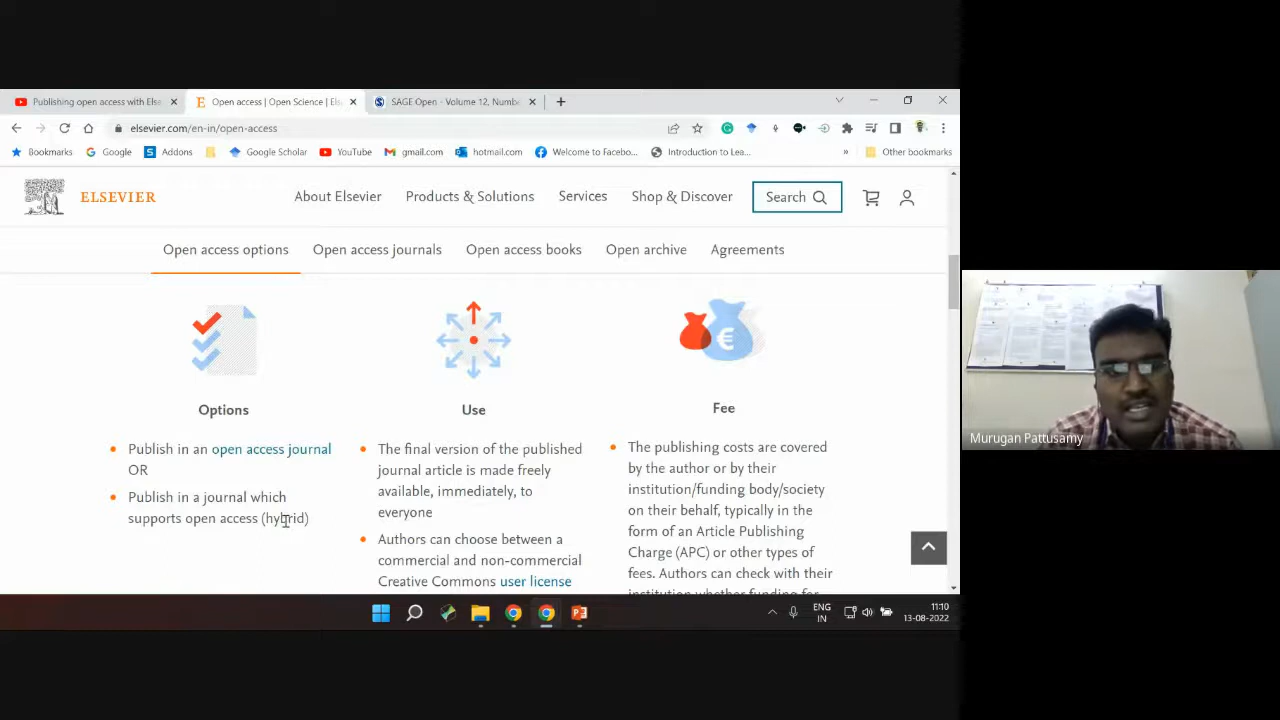 Publishing open access with Else
Open access | Open Science | Els
SAGE Open - Volume 12, Numbe
elsevier.com/en-in/open-access
Bookmarks
Google
Addons
Google Scholar
YouTube
gmail.com
hotmail.com
Welcome to Facebo...
Introduction to Lea...
»
Other bookmarks
ELSEVIER
About Elsevier
Products & Solutions
Services
Shop & Discover
Search
Open access options
Open access journals
Open access books
Open archive
Agreements
Options
Publish in an open access journal
OR
Publish in a journal which
supports open access (hybrid)
Use
The final version of the published
journal article is made freely
available, immediately, to
everyone
Authors can choose between a
commercial and non-commercial
Creative Commons user license
Fee
The publishing costs are covered
by the author or by their
institution/funding body/society
on their behalf, typically in the
form of an Article Publishing
Charge (APC) or other types of
fees. Authors can check with their
institution whether funding for
Murugan Pattusamy
ENG
IN
11:10
13-08-2022